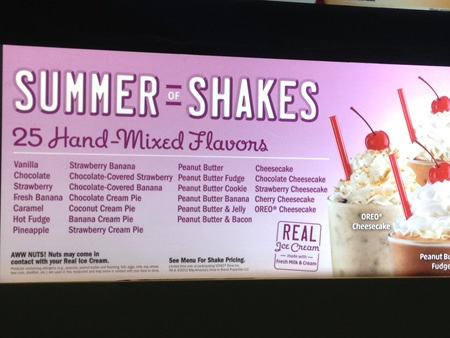 SUMMER OF SHAKES
25 Hand-Mixed Flavors
Vanilla
Chocolate
Strawberry
Fresh Banana
Caramel
Hot Fudge
Pineapple
Strawberry Banana
Chocolate-Covered Strawberry
Chocolate-Covered Banana
Chocolate Cream Pie
Coconut Cream Pie
Banana Cream Pie
Strawberry Cream Pie
Peanut Butter
Peanut Butter Fudge
Peanut Butter Cookie
Peanut Butter Banana
Peanut Butter & Jelly
Peanut Butter & Bacon
Cheesecake
Chocolate Cheesecake
Strawberry Cheesecake
Cherry Cheesecake
OREO® Cheesecake
AWW NUTS! Nuts may come in
contact with your Real Ice Cream.
See Menu For Shake Pricing.
REAL
Ice Cream
made with
Fresh Milk & Cream
OREO®
Cheesecake
Peanut Bu
Fudge